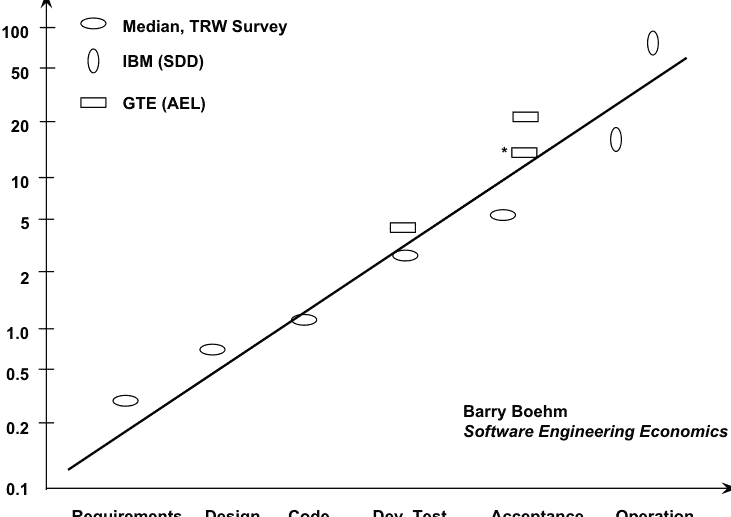 100
50
20
10
5
2
1.0
0.5
0.2
0.1
Median, TRW Survey
IBM (SDD)
GTE (AEL)
*
Barry Boehm
Software Engineering Economics
Requirements Design Code Dev. Test Acceptance Operation